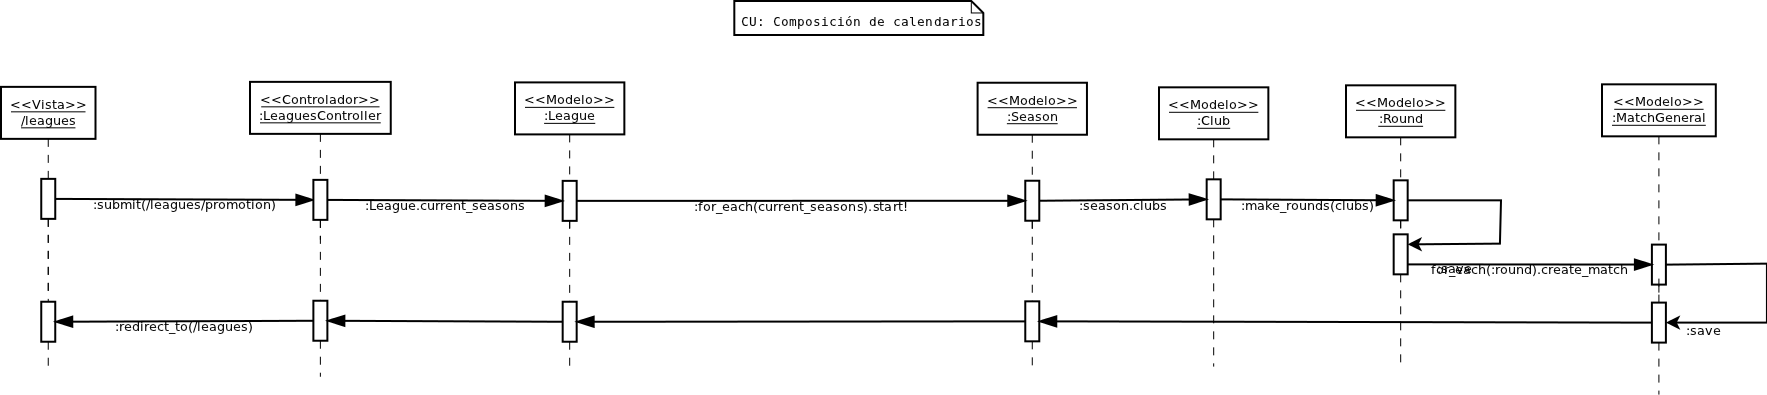 CU: Composición de calendarios
<<Vista>>
/leagues
<<Controlador>>
:LeaguesController
<<Modelo>>
:League
<<Modelo>>
:Season
<<Modelo>>
:Club
<<Modelo>>
:Round
<<Modelo>>
:MatchGeneral
:submit(/leagues/promotion)
:League.current_seasons
:for_each(current_seasons).start!
:season.clubs
:make_rounds(clubs)
:save
for_each(:round).create_match
:redirect_to(/leagues)
:save